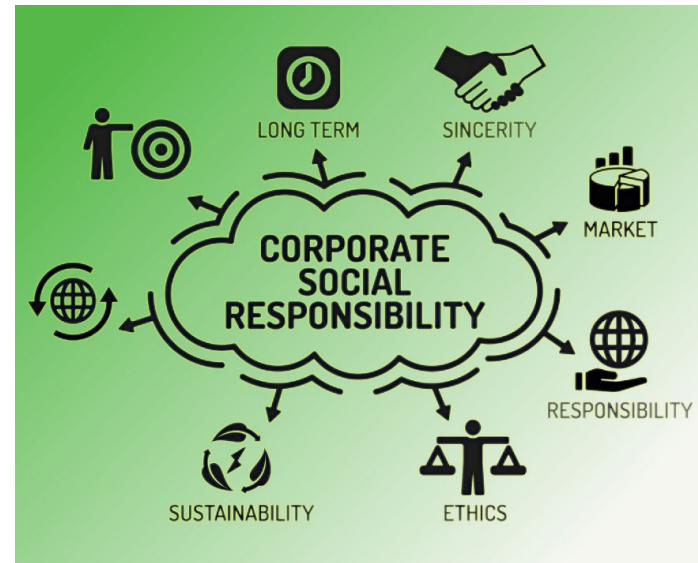 LONG TERM
SINCERITY
MARKET
CORPORATE
SOCIAL
RESPONSIBILITY
RESPONSIBILITY
SUSTAINABILITY
ETHICS